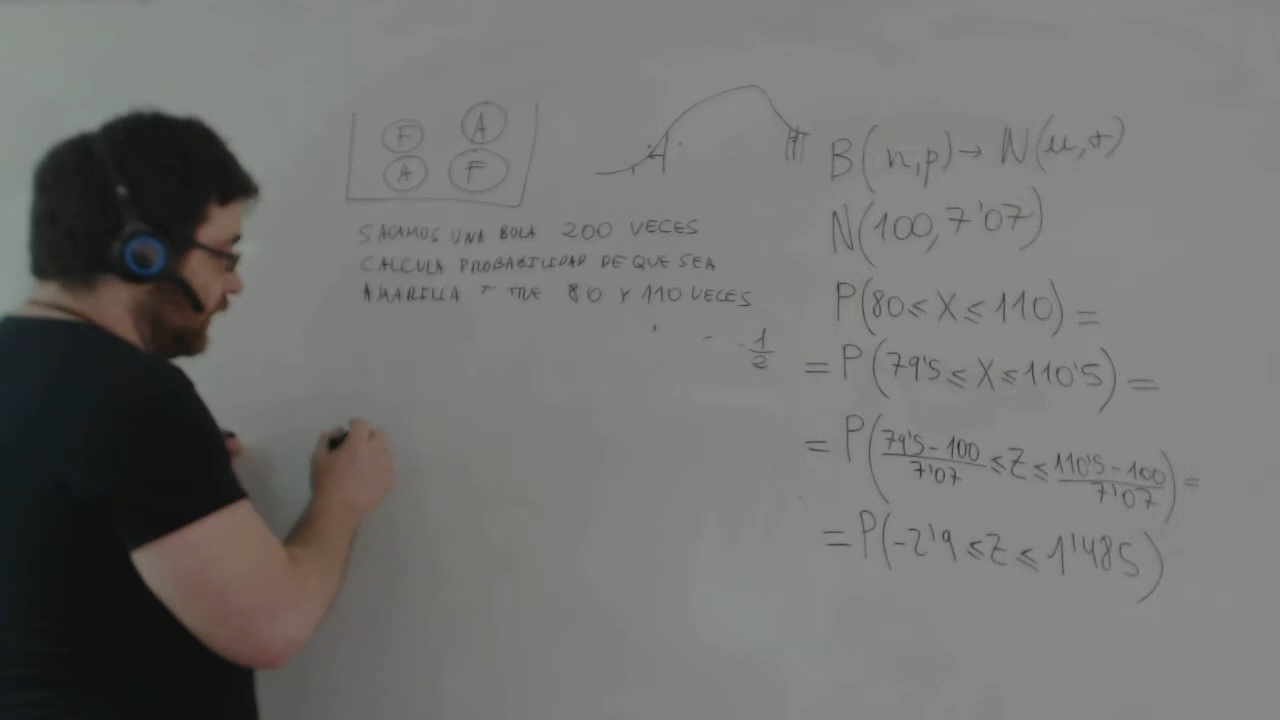 F A
A F
SACAMOS UNA BOLA 200 VECES
CALCULA PROBABILIDAD DE QUE SEA
AMARILLA 80 Y 110 VECES
A
1/2
B(n,p) → N(μ,σ)
N(100, 7'07)
P(80 ≤ X ≤ 110) =
= P(79'5 ≤ X ≤ 110'5) =
= P((79'5 - 100)/7'07 ≤ Z ≤ (110'5 - 100)/7'07) =
= P(-2'9 ≤ Z ≤ 1'485)